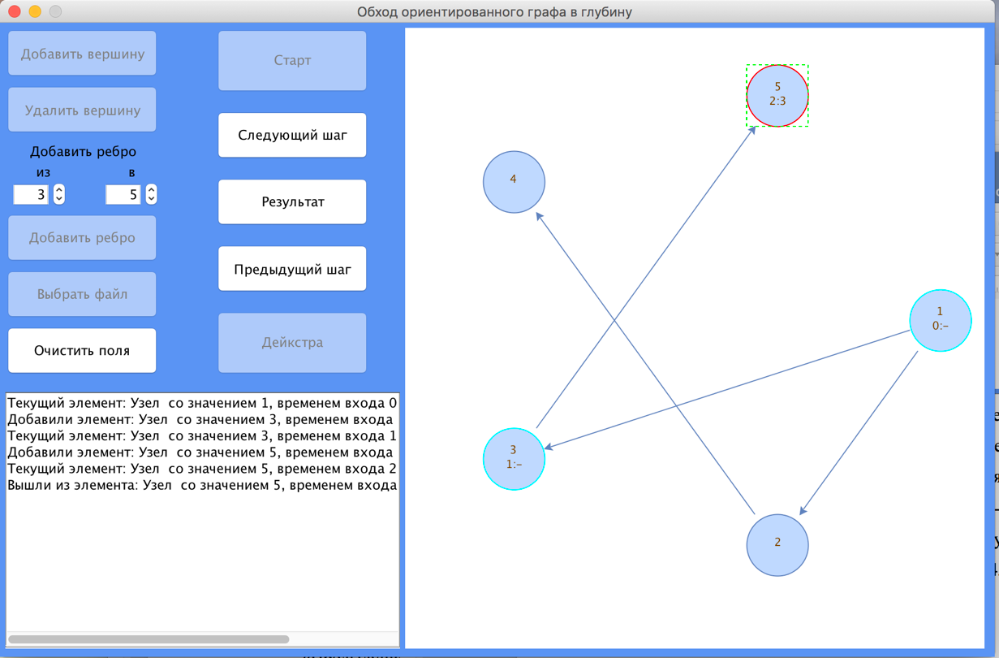 Обход ориентированного графа в глубину
Добавить вершину
Удалить вершину
Добавить ребро
из
в
3
5
Добавить ребро
Выбрать файл
Очистить поля
Старт
Следующий шаг
Результат
Предыдущий шаг
Дейкстра
Текущий элемент: Узел со значением 1, временем входа 0
Добавили элемент: Узел со значением 3, временем входа
Текущий элемент: Узел со значением 3, временем входа 1
Добавили элемент: Узел со значением 5, временем входа
Текущий элемент: Узел со значением 5, временем входа 2
Вышли из элемента: Узел со значением 5, временем входа
5
2:3
4
1
0:–
3
1:–
2